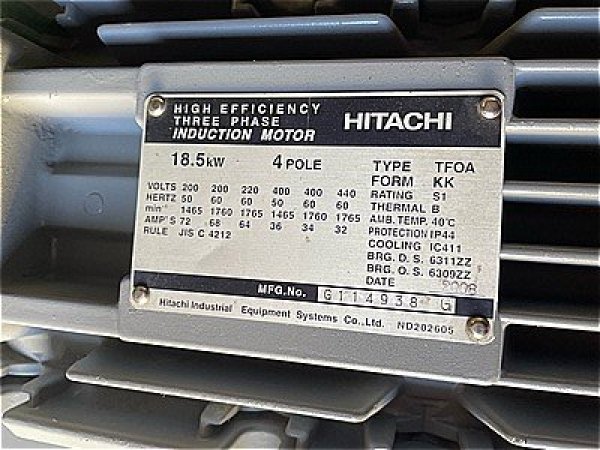 HIGH EFFICIENCY
THREE PHASE
INDUCTION MOTOR
HITACHI
18.5kW 4 POLE
VOLTS 200 200 220 400 400 440
HERTZ 50 60 60 50 60 60
min⁻¹ 1465 1760 1765 1465 1760 1765
AMP'S 72 68 64 36 34 32
RULE JIS C 4212
TYPE TFOA
FORM KK
RATING S1
THERMAL B
AMB. TEMP. 40℃
PROTECTION IP44
COOLING IC411
BRG. D. S. 6311ZZ
BRG. O. S. 6309ZZ
DATE 2008
MFG.No. G114938 G
Hitachi Industrial Equipment Systems Co., Ltd. ND202605